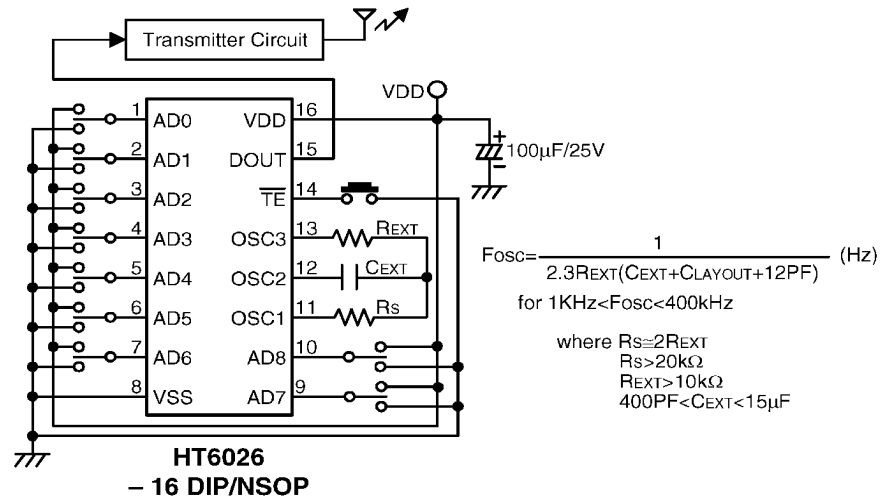 Transmitter Circuit
VDD
1 AD0 VDD 16
2 AD1 DOUT 15
3 AD2 TE 14
4 AD3 OSC3 13 REXT
5 AD4 OSC2 12 CEXT
6 AD5 OSC1 11 RS
7 AD6 AD8 10
8 VSS AD7 9
+
100µF/25V
−
FOSC= 1 (Hz)
2.3REXT(CEXT+CLAYOUT+12PF)
for 1KHz<FOSC<400kHz
where RS≅2REXT
RS>20kΩ
REXT>10kΩ
400PF<CEXT<15µF
HT6026
– 16 DIP/NSOP